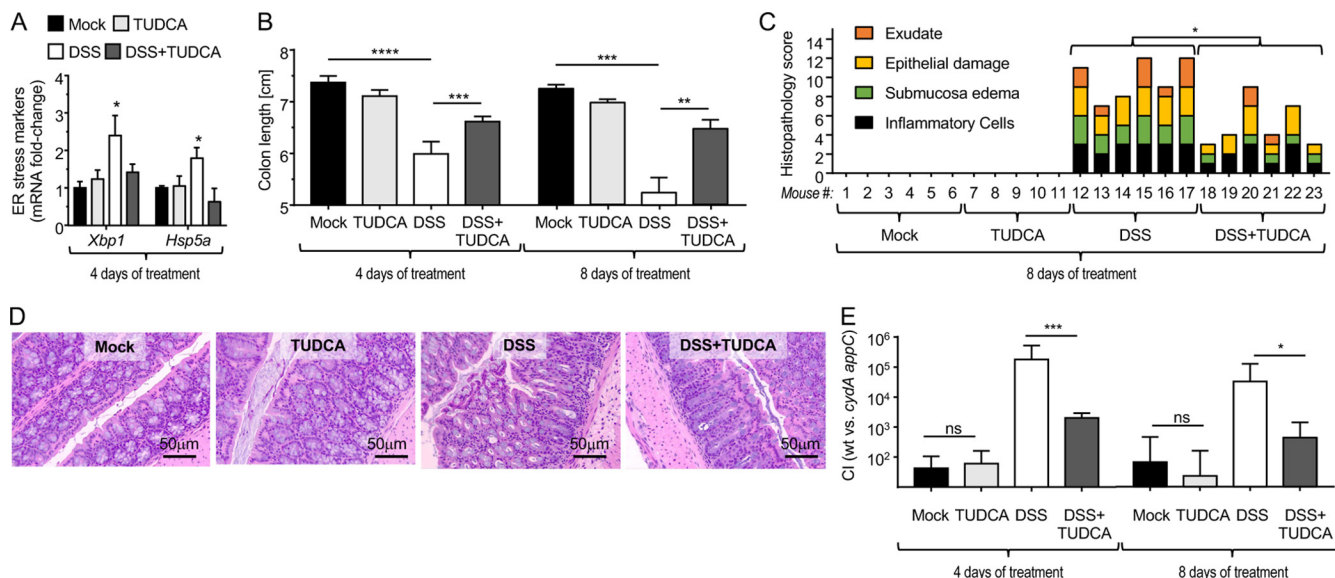 A
Mock
TUDCA
DSS
DSS+TUDCA
ER stress markers
(mRNA fold-change)
4
3
2
1
0
*
*
Xbp1
Hsp5a
4 days of treatment
B
Colon length [cm]
8
7
6
5
****
***
***
**
Mock TUDCA DSS DSS+
TUDCA
Mock TUDCA DSS DSS+
TUDCA
4 days of treatment
8 days of treatment
C
Histopathology score
14
12
10
8
6
4
2
0
Exudate
Epithelial damage
Submucosa edema
Inflammatory Cells
*
Mouse #: 1 2 3 4 5 6 7 8 9 10 11 12 13 14 15 16 17 18 19 20 21 22 23
Mock TUDCA DSS DSS+TUDCA
8 days of treatment
D
Mock
50μm
TUDCA
50μm
DSS
50μm
DSS+TUDCA
50μm
E
CI (wt vs. cydA appC)
10⁶
10⁵
10⁴
10³
10²
ns
***
ns
*
Mock TUDCA DSS DSS+
TUDCA
Mock TUDCA DSS DSS+
TUDCA
4 days of treatment
8 days of treatment